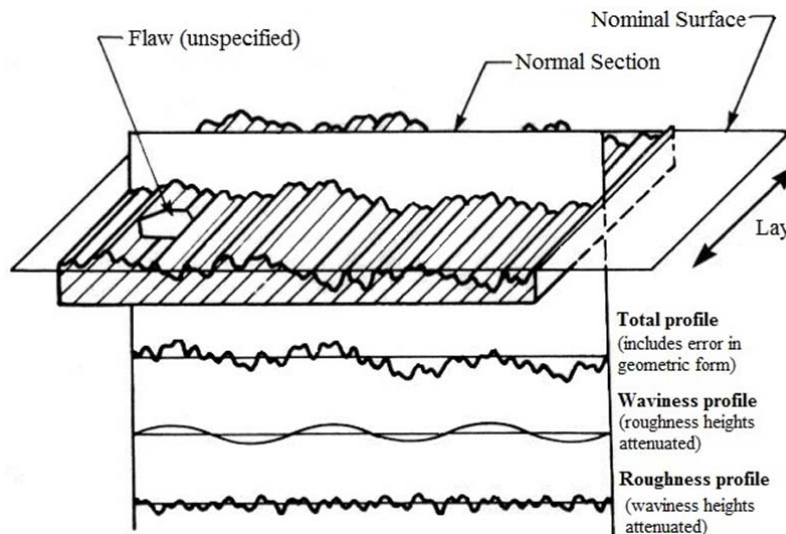 Nominal Surface
Flaw (unspecified)
Normal Section
Lay
Total profile
(includes error in
geometric form)
Waviness profile
(roughness heights
attenuated)
Roughness profile
(waviness heights
attenuated)